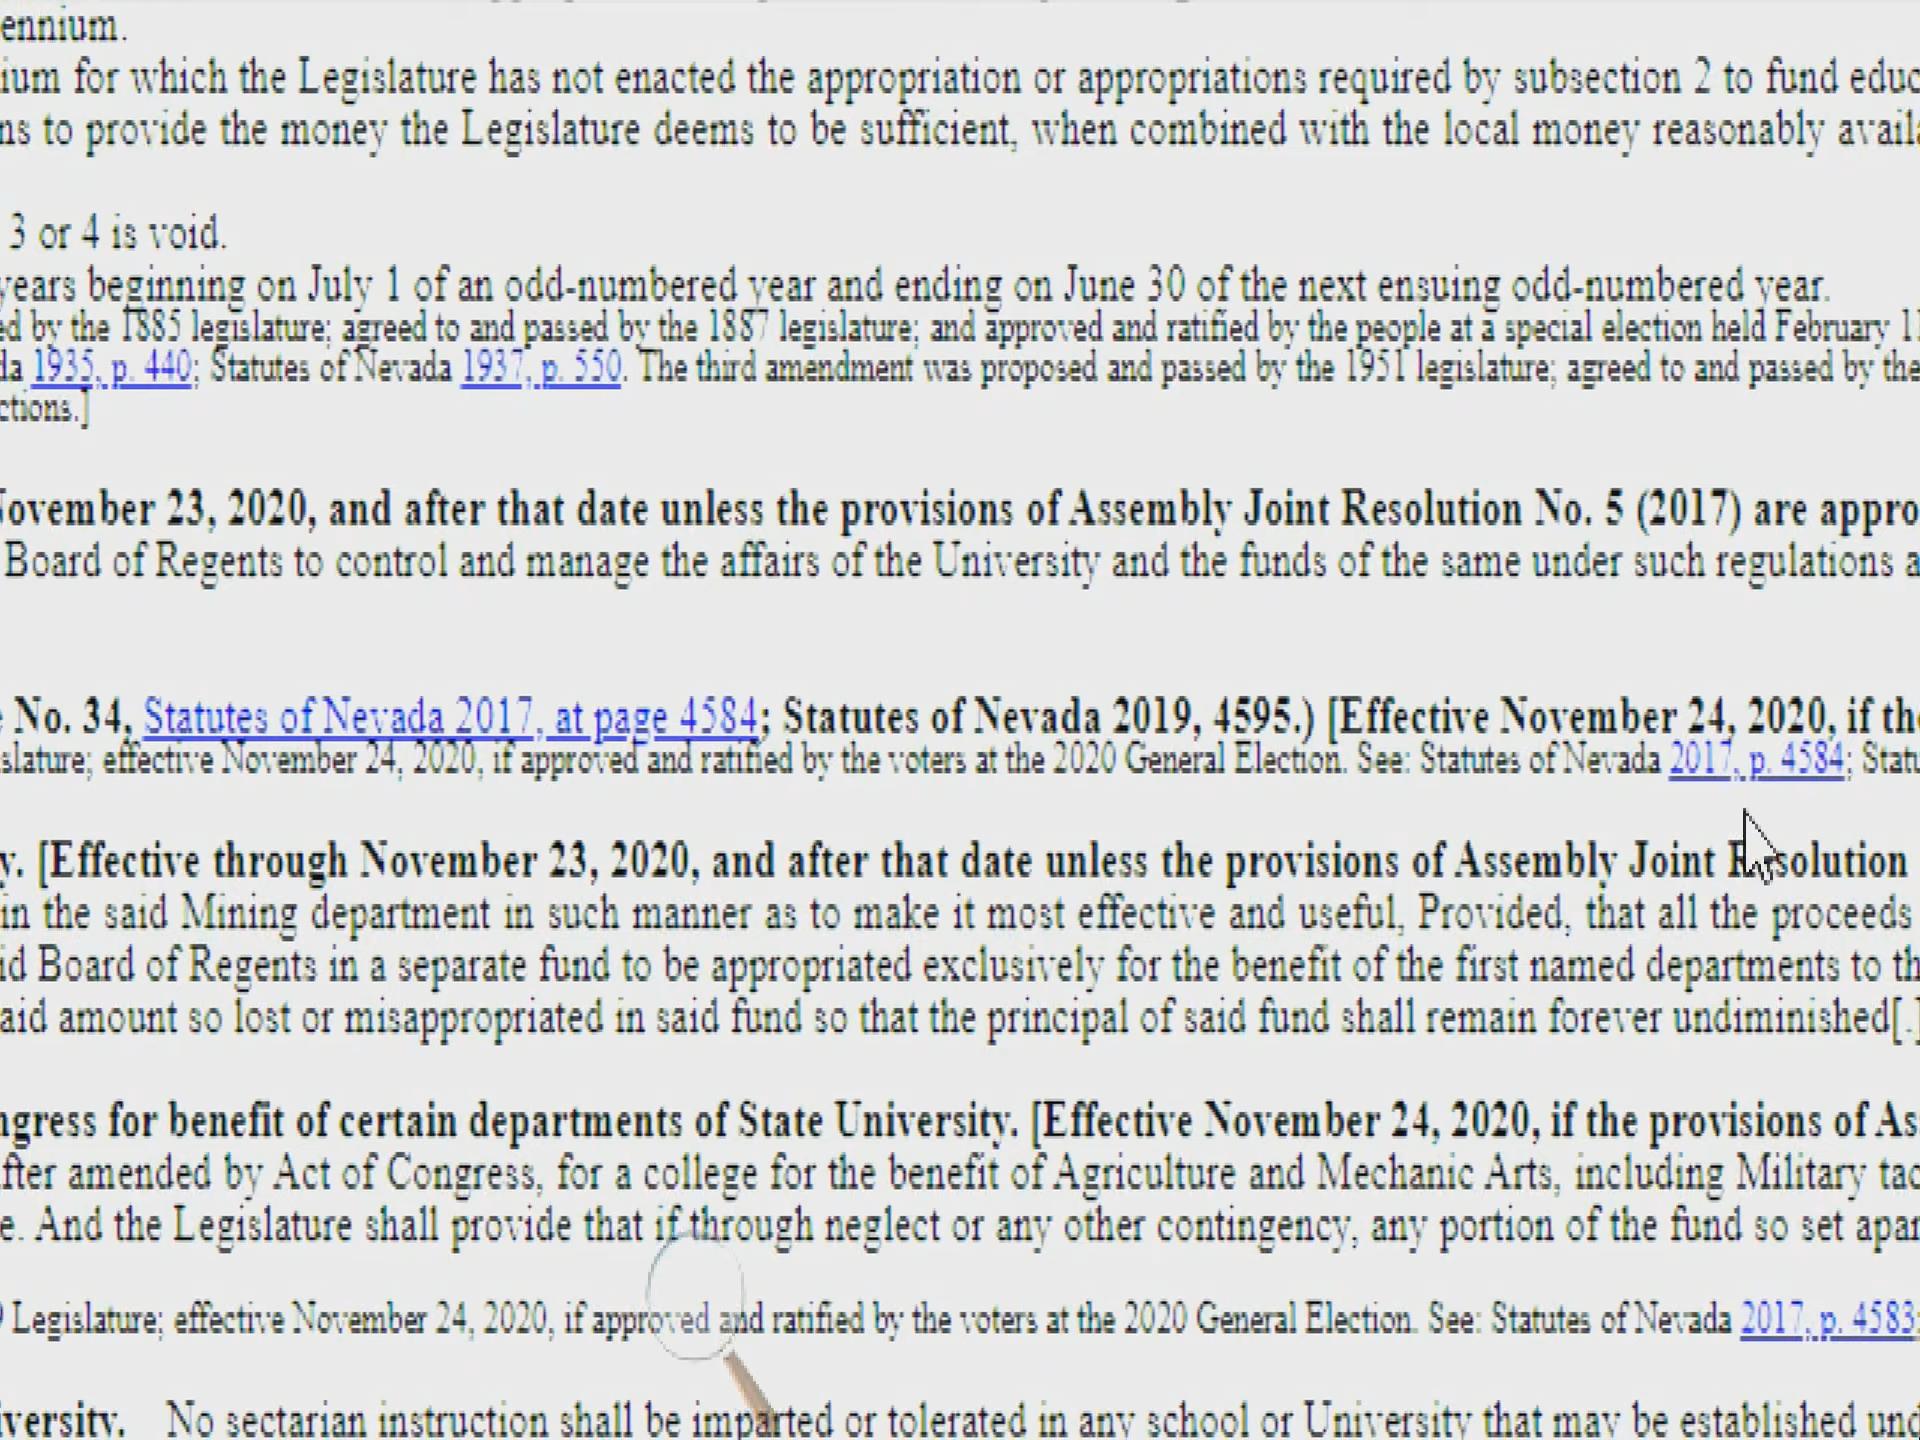 ennium.
ium for which the Legislature has not enacted the appropriation or appropriations required by subsection 2 to fund educ
ns to provide the money the Legislature deems to be sufficient, when combined with the local money reasonably avail
3 or 4 is void.
years beginning on July 1 of an odd-numbered year and ending on June 30 of the next ensuing odd-numbered year.
ed by the 1885 legislature; agreed to and passed by the 1887 legislature; and approved and ratified by the people at a special election held February 11
da 1935, p. 440; Statutes of Nevada 1937, p. 550. The third amendment was proposed and passed by the 1951 legislature; agreed to and passed by the
ctions.]
November 23, 2020, and after that date unless the provisions of Assembly Joint Resolution No. 5 (2017) are appro
Board of Regents to control and manage the affairs of the University and the funds of the same under such regulations a
No. 34, Statutes of Nevada 2017, at page 4584; Statutes of Nevada 2019, 4595.) [Effective November 24, 2020, if the
slature; effective November 24, 2020, if approved and ratified by the voters at the 2020 General Election. See: Statutes of Nevada 2017, p. 4584; Statu
y. [Effective through November 23, 2020, and after that date unless the provisions of Assembly Joint Resolution
in the said Mining department in such manner as to make it most effective and useful, Provided, that all the proceeds
id Board of Regents in a separate fund to be appropriated exclusively for the benefit of the first named departments to th
aid amount so lost or misappropriated in said fund so that the principal of said fund shall remain forever undiminished[.]
ngress for benefit of certain departments of State University. [Effective November 24, 2020, if the provisions of As
fter amended by Act of Congress, for a college for the benefit of Agriculture and Mechanic Arts, including Military tac
e. And the Legislature shall provide that if through neglect or any other contingency, any portion of the fund so set apar
9 Legislature; effective November 24, 2020, if approved and ratified by the voters at the 2020 General Election. See: Statutes of Nevada 2017, p. 4583;
iversity. No sectarian instruction shall be imparted or tolerated in any school or University that may be established und